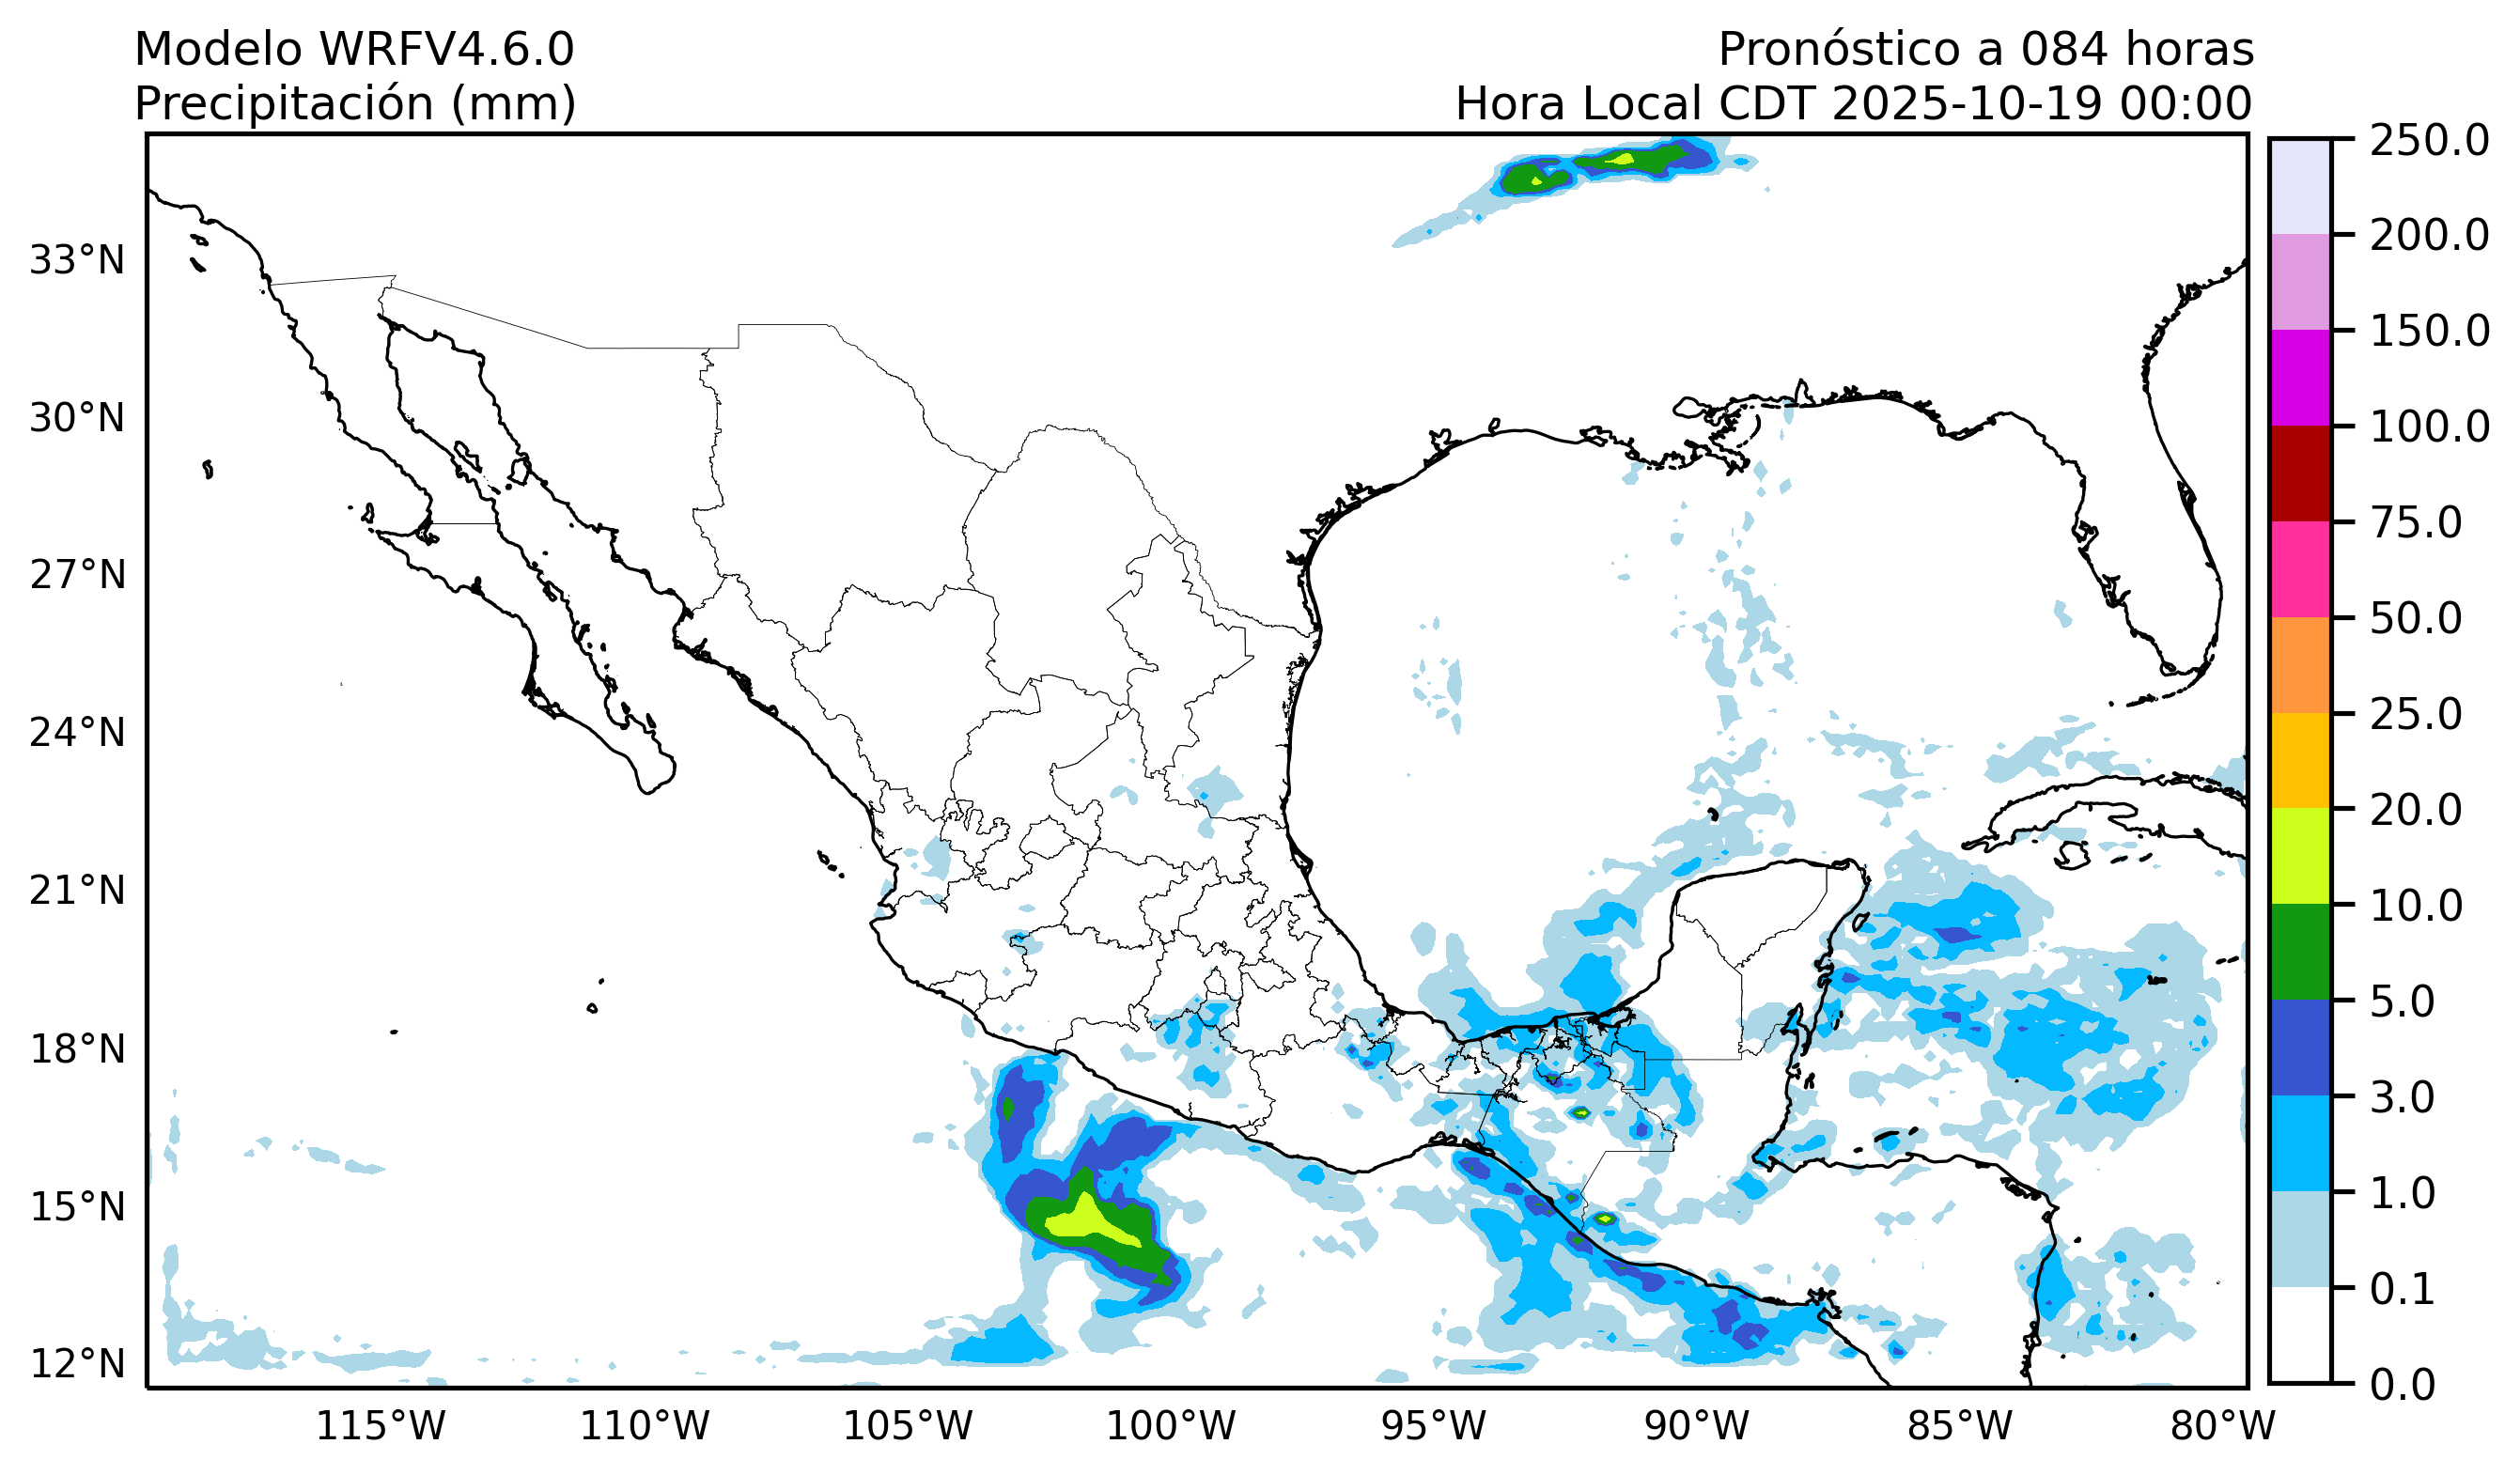 Modelo WRFV4.6.0
Precipitación (mm)
Pronóstico a 084 horas
Hora Local CDT 2025-10-19 00:00
33°N
30°N
27°N
24°N
21°N
18°N
15°N
12°N
115°W
110°W
105°W
100°W
95°W
90°W
85°W
80°W
250.0
200.0
150.0
100.0
75.0
50.0
25.0
20.0
10.0
5.0
3.0
1.0
0.1
0.0